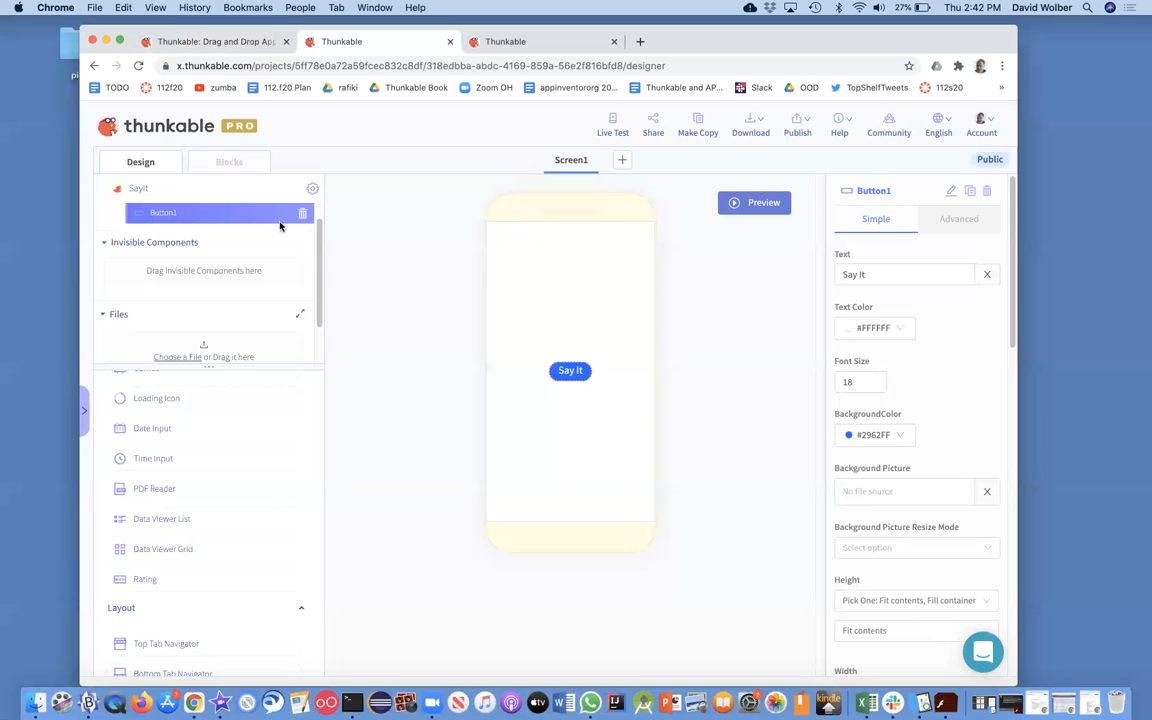 Chrome File Edit View History Bookmarks People Tab Window Help
27% Thu 2:42 PM David Wolber
Thunkable: Drag and Drop App
Thunkable
Thunkable
x.thunkable.com/projects/5ff78e0a72a59fcec832c8df/318edbba-abdc-4169-859a-56e2f816bfd8/designer
TODO 112f20 zumba 112.f20 Plan rafiki Thunkable Book Zoom OH appinventororg 20... Thunkable and AP... Slack OOD TopShelfTweets 112s20 »
thunkable PRO
Live Test Share Make Copy Download Publish Help Community English Account
Design Blocks Screen1 Public
SayIt
Button1
Invisible Components
Drag Invisible Components here
Files
Choose a File or Drag it here
Loading Icon
Date Input
Time Input
PDF Reader
Data Viewer List
Data Viewer Grid
Rating
Layout
Top Tab Navigator
Bottom Tab Navigator
Preview
Say It
Button1
Simple Advanced
Text
Say It X
Text Color
#FFFFFF
Font Size
18
BackgroundColor
#2962FF
Background Picture
No file source X
Background Picture Resize Mode
Select option
Height
Pick One: Fit contents, Fill container
Fit contents
Width
kindle